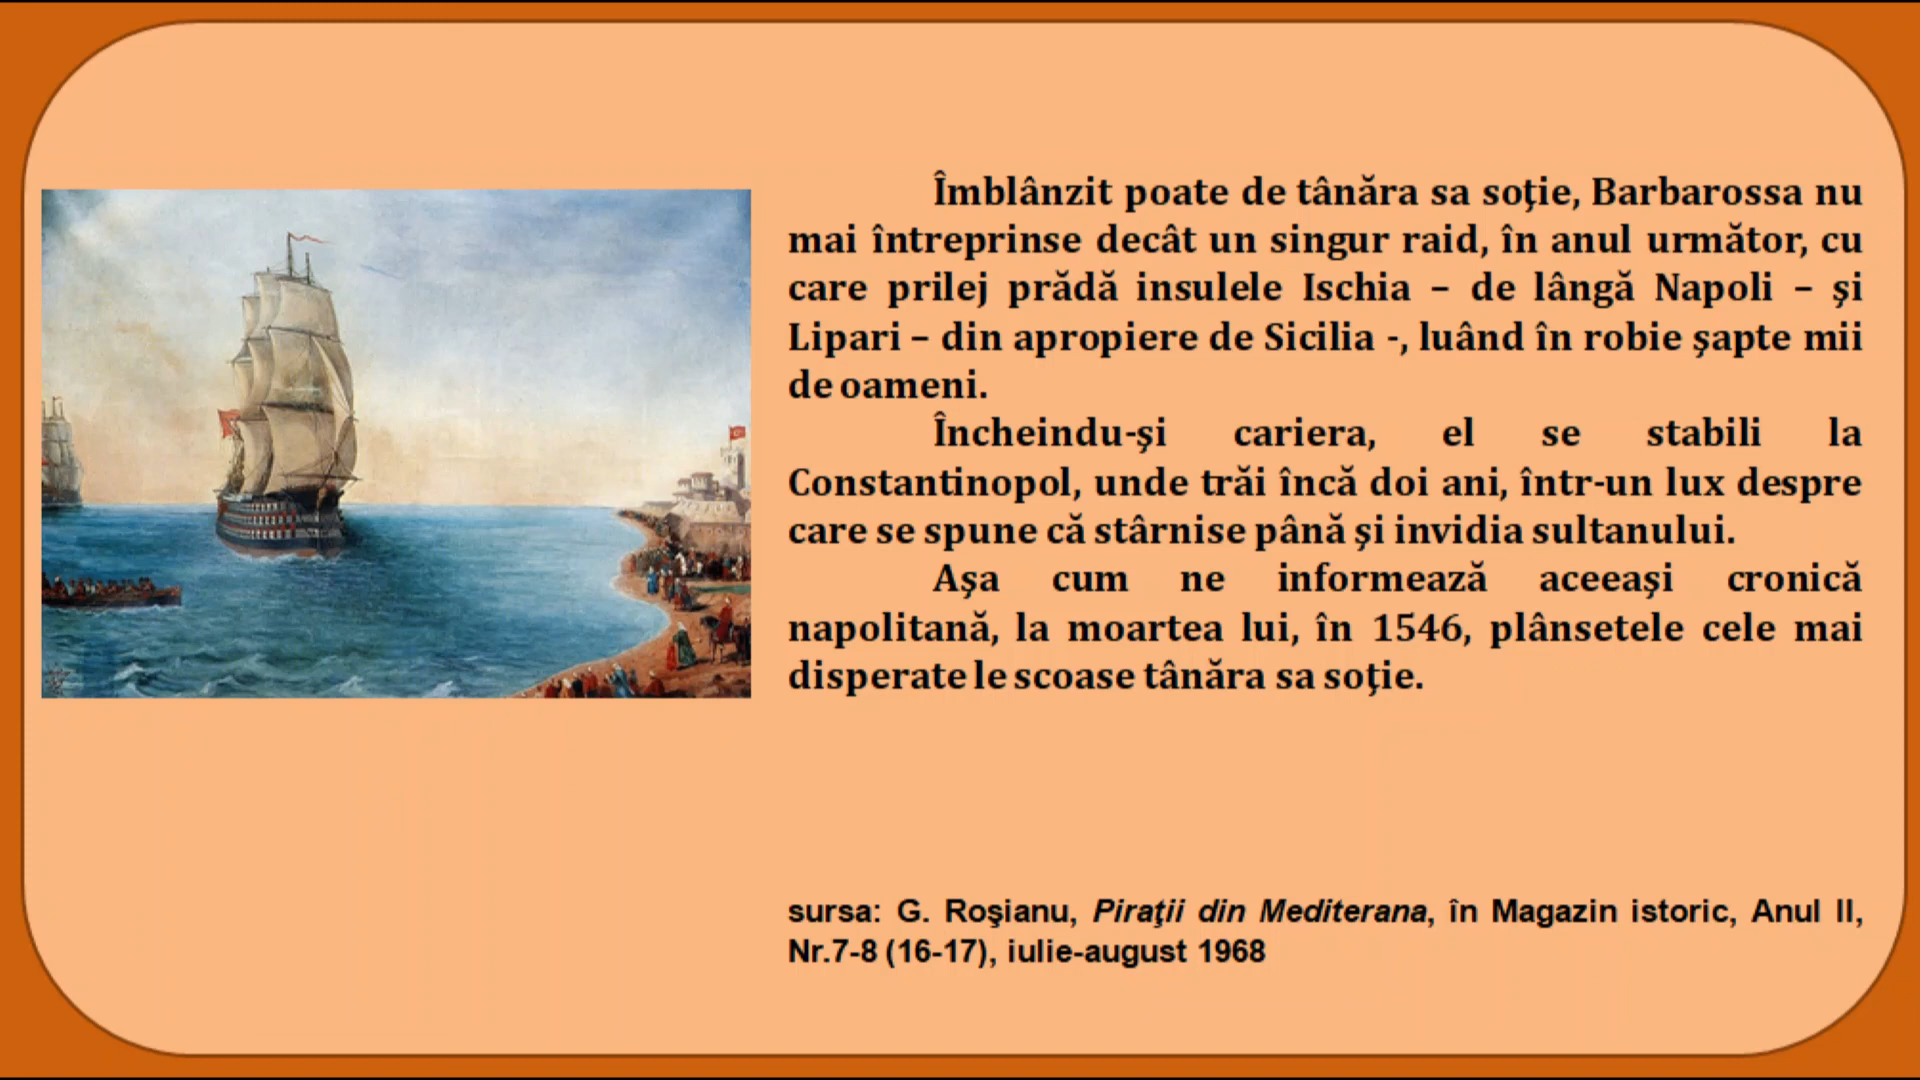 Îmblânzit poate de tânăra sa soţie, Barbarossa nu
mai întreprinse decât un singur raid, în anul următor, cu
care prilej prădă insulele Ischia – de lângă Napoli – şi
Lipari – din apropiere de Sicilia -, luând în robie şapte mii
de oameni.
Încheindu-şi cariera, el se stabili la
Constantinopol, unde trăi încă doi ani, într-un lux despre
care se spune că stârnise până şi invidia sultanului.
Aşa cum ne informează aceeaşi cronică
napolitană, la moartea lui, în 1546, plânsetele cele mai
disperate le scoase tânăra sa soţie.
sursa: G. Roşianu, Piraţii din Mediterana, în Magazin istoric, Anul II,
Nr.7-8 (16-17), iulie-august 1968